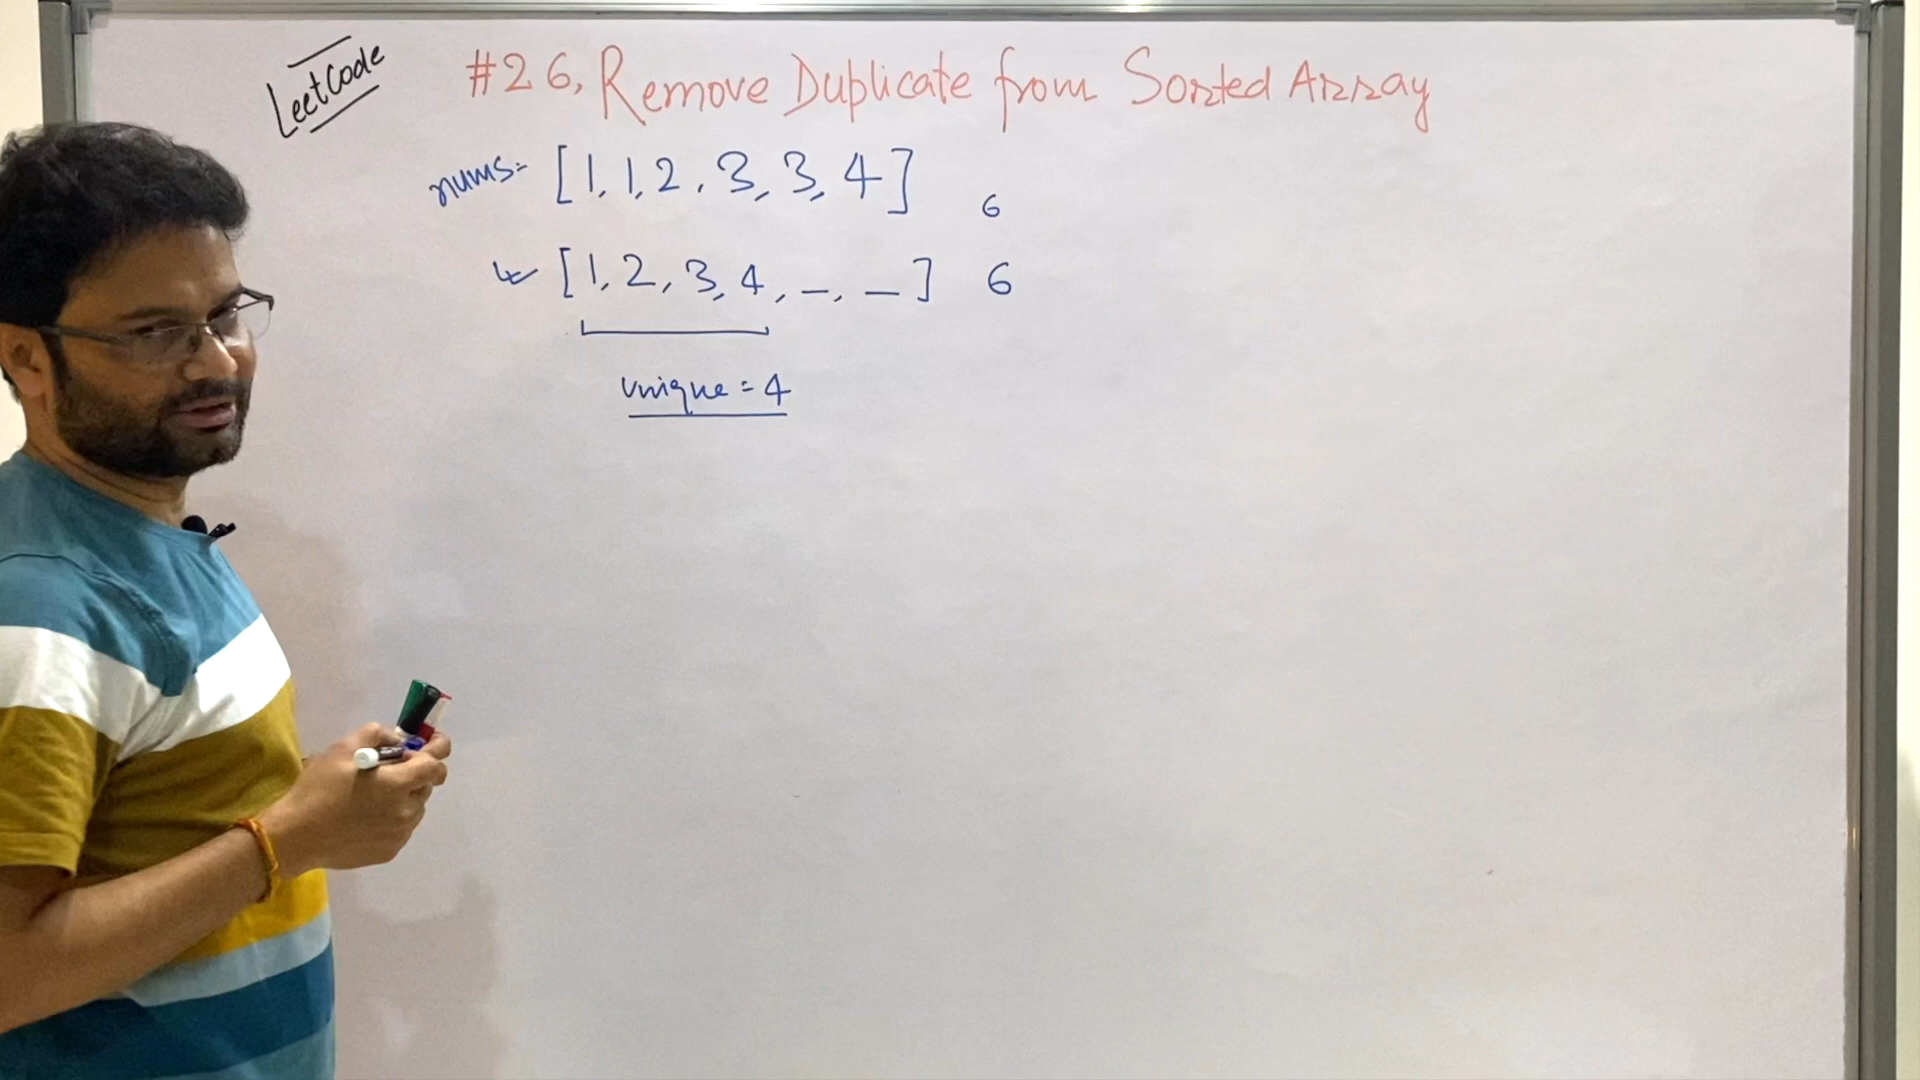 LeetCode
#26, Remove Duplicate from Sorted Array
nums= [1, 1, 2, 3, 3, 4] 6
[1, 2, 3, 4, _, _] 6
unique = 4